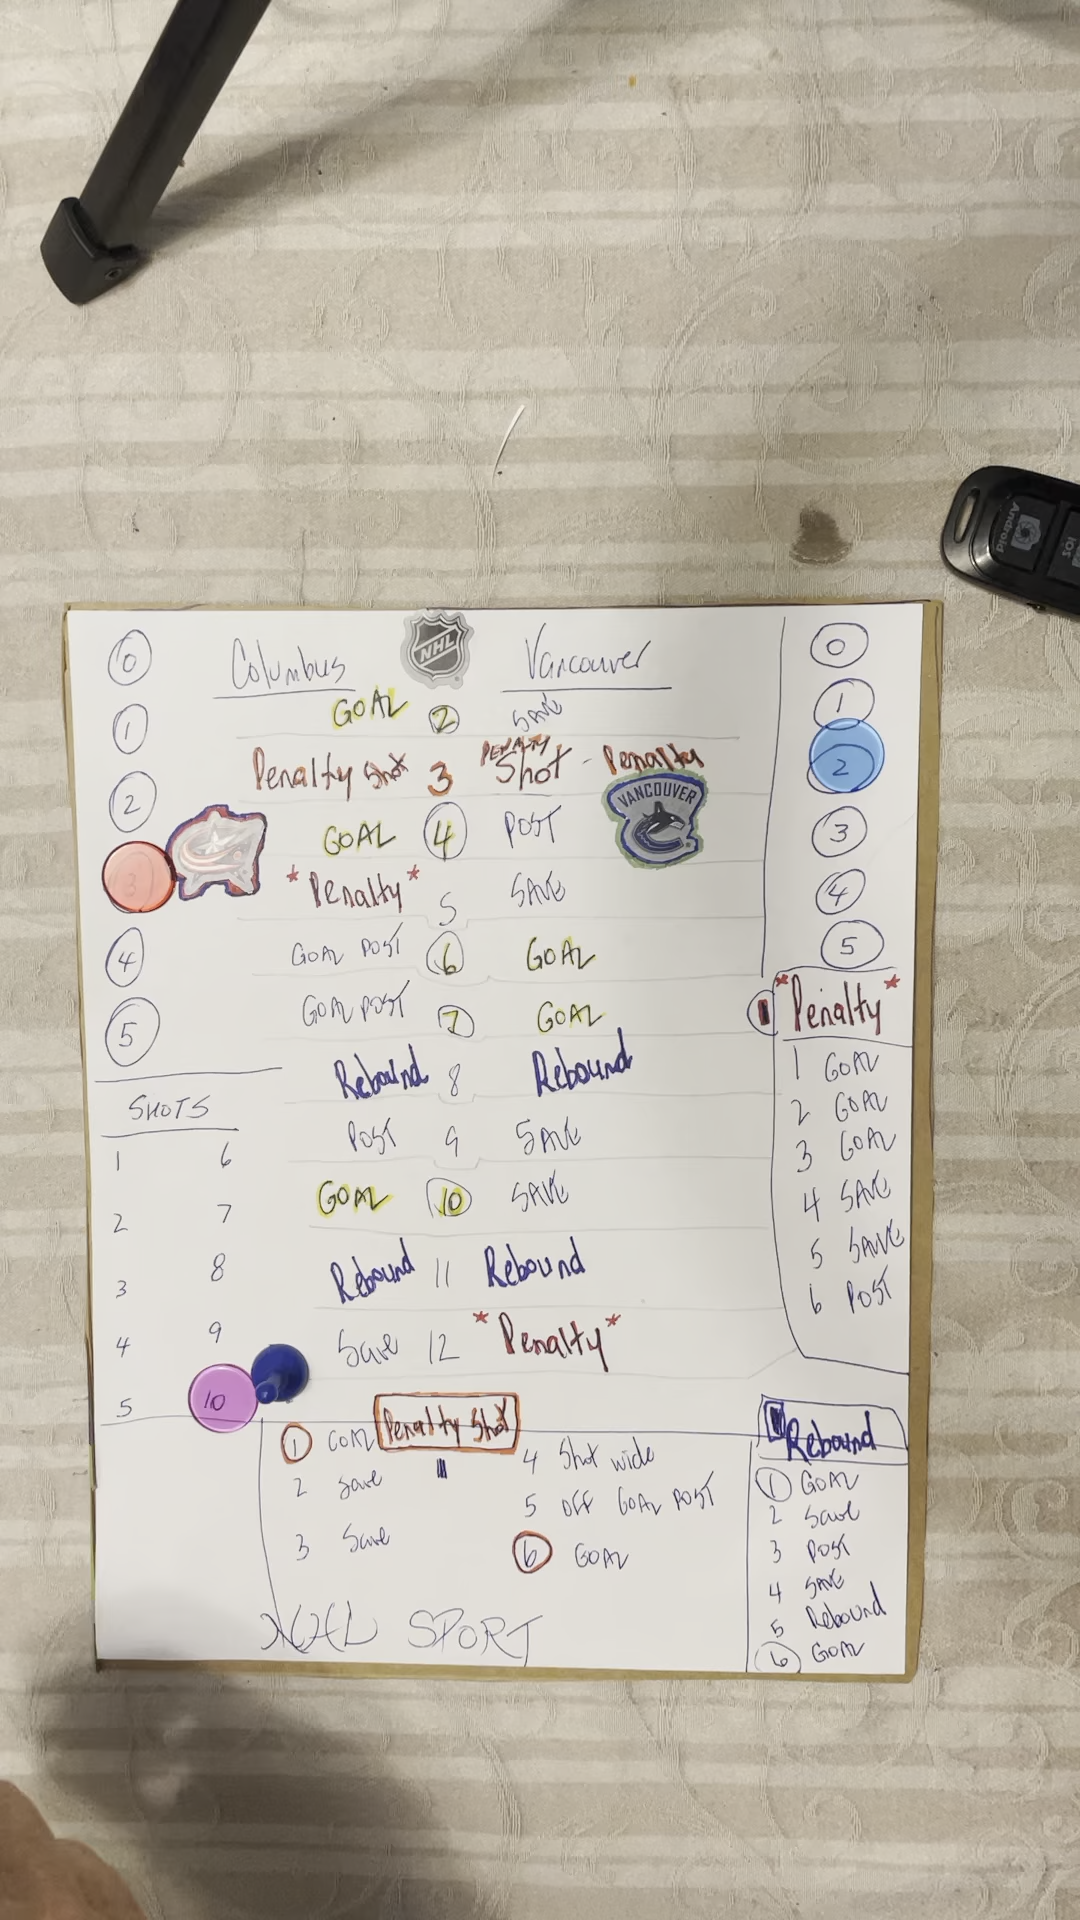 0 Columbus NHL Vancouver 0
GOAL 2 SAVE
1 Penalty Shot 3 PENALTY Shot - Penalty 1
2 GOAL 4 POST VANCOUVER 2
3 *Penalty* 5 SAVE 3
4 GOAL POST 6 GOAL 4
5 GOAL POST 7 GOAL 5
Rebound 8 Rebound
POST 9 SAVE
GOAL 10 SAVE
Rebound 11 Rebound
Save 12 *Penalty*
SHOTS
1 6
2 7
3 8
4 9
5 10
*Penalty*
1 GOAL
2 GOAL
3 GOAL
4 SAVE
5 SAVVE
6 POST
Penalty Shot
1 GOAL
2 Save
3 Save
4 Shot wide
5 OFF GOAL POST
6 GOAL
Rebound
1 GOAL
2 Save
3 POST
4 SAVE
5 Rebound
6 GOAL
NHL SPORT
Android
iOS